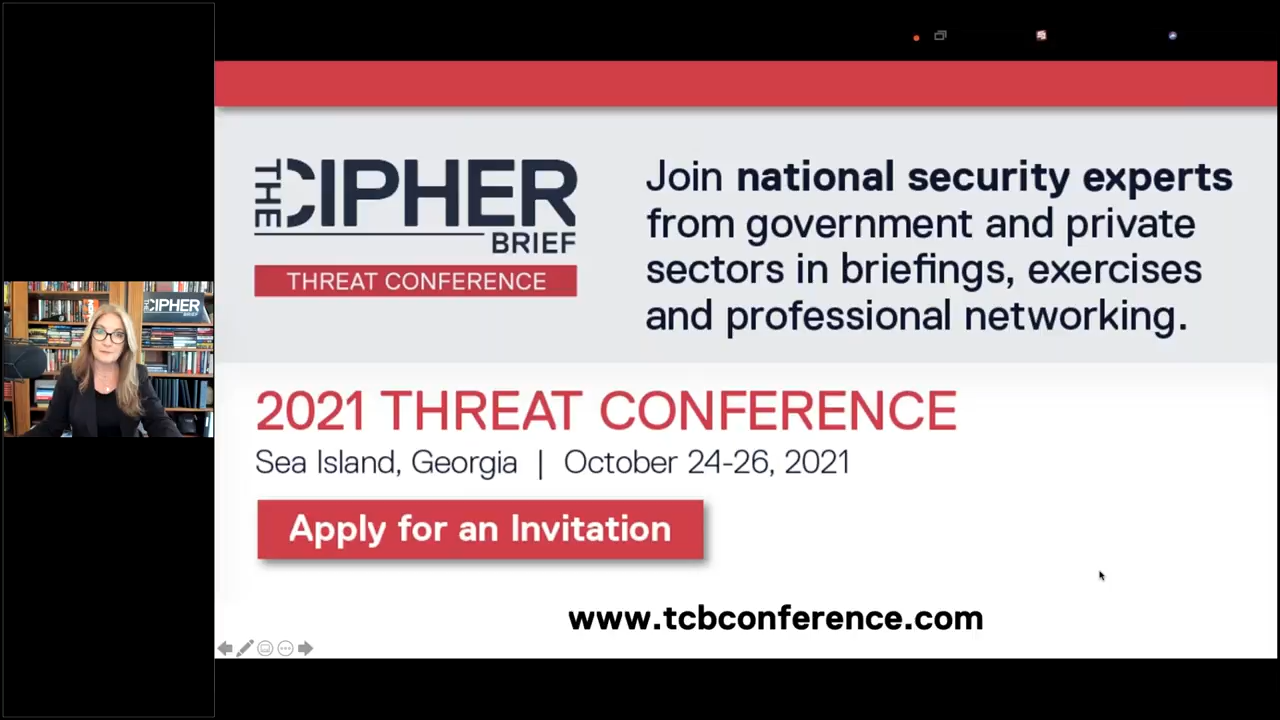 THE CIPHER
BRIEF
THREAT CONFERENCE
Join national security experts
from government and private
sectors in briefings, exercises
and professional networking.
CIPHER
BRIEF
2021 THREAT CONFERENCE
Sea Island, Georgia | October 24-26, 2021
Apply for an Invitation
www.tcbconference.com